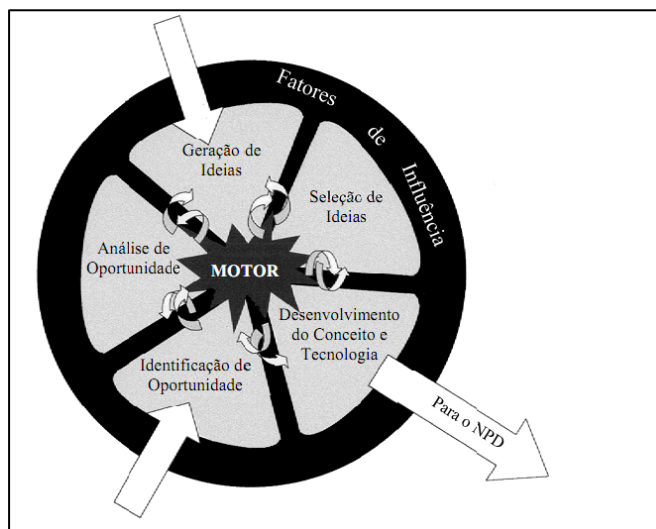 Fatores de Influência
Geração de
Ideias
Seleção de
Ideias
Análise de
Oportunidade
MOTOR
Desenvolvimento
do Conceito e
Tecnologia
Identificação de
Oportunidade
Para o NPD